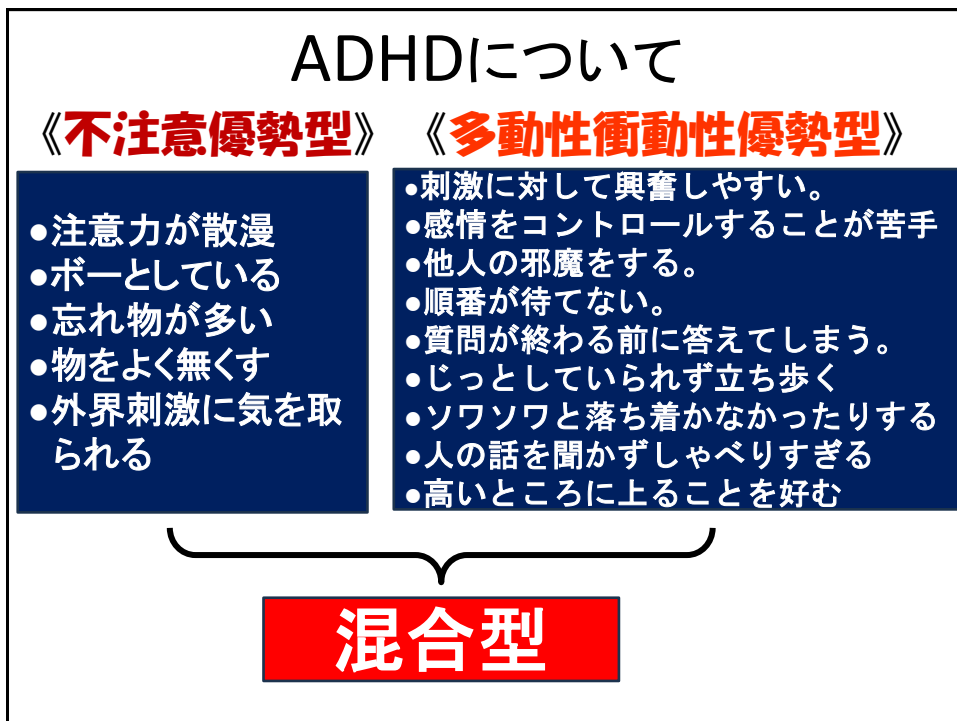 ADHDについて
《不注意優勢型》
●注意力が散漫
●ボーとしている
●忘れ物が多い
●物をよく無くす
●外界刺激に気を取
られる
《多動性衝動性優勢型》
●刺激に対して興奮しやすい。
●感情をコントロールすることが苦手
●他人の邪魔をする。
●順番が待てない。
●質問が終わる前に答えてしまう。
●じっとしていられず立ち歩く
●ソワソワと落ち着かなかったりする
●人の話を聞かずしゃべりすぎる
●高いところに上ることを好む
混合型